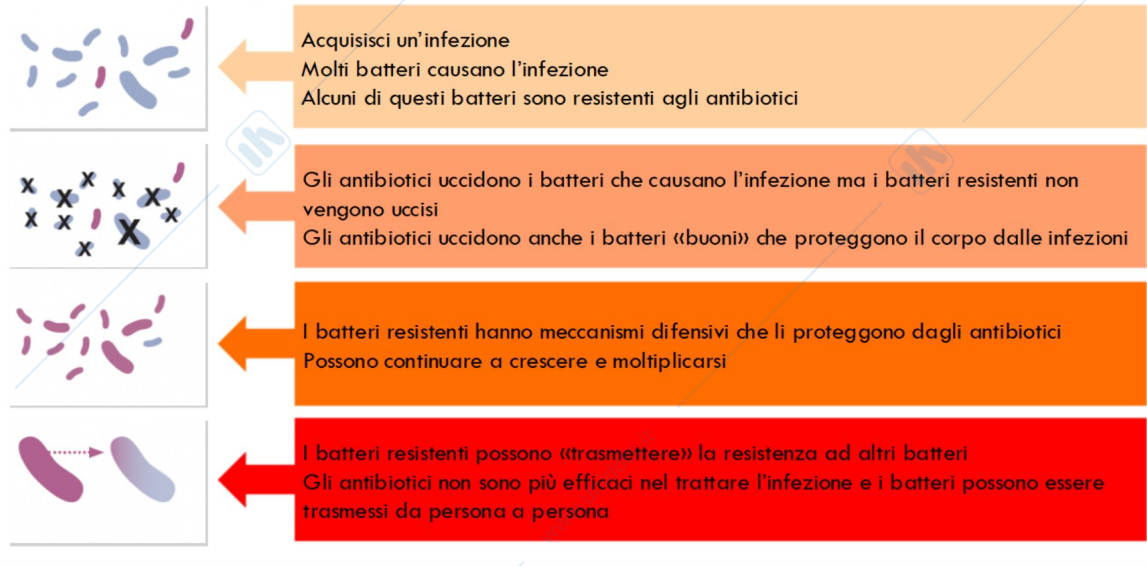 Acquisisci un'infezione
Molti batteri causano l'infezione
Alcuni di questi batteri sono resistenti agli antibiotici
X X X X X X X X X X
Gli antibiotici uccidono i batteri che causano l'infezione ma i batteri resistenti non
vengono uccisi
Gli antibiotici uccidono anche i batteri «buoni» che proteggono il corpo dalle infezioni
I batteri resistenti hanno meccanismi difensivi che li proteggono dagli antibiotici
Possono continuare a crescere e moltiplicarsi
I batteri resistenti possono «trasmettere» la resistenza ad altri batteri
Gli antibiotici non sono più efficaci nel trattare l'infezione e i batteri possono essere
trasmessi da persona a persona